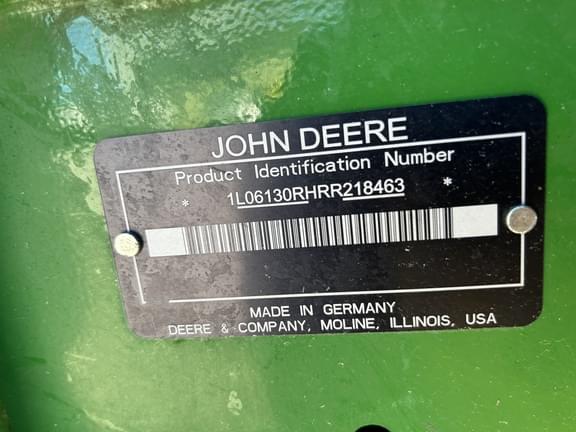 JOHN DEERE
Product Identification Number
* 1L06130RHRR218463 *
MADE IN GERMANY
DEERE & COMPANY, MOLINE, ILLINOIS, USA